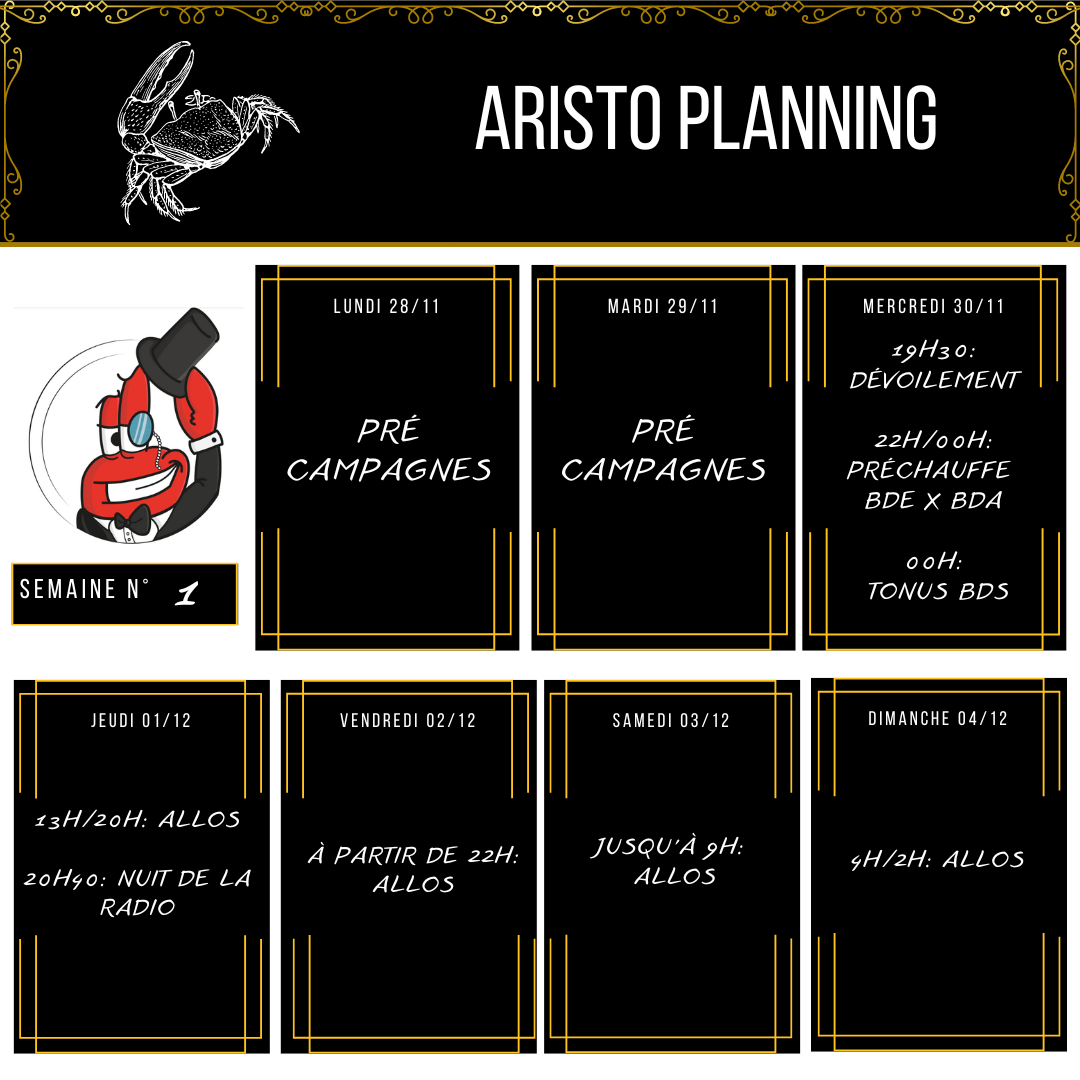 ARISTO PLANNING
LUNDI 28/11
PRÉ
CAMPAGNES
MARDI 29/11
PRÉ
CAMPAGNES
MERCREDI 30/11
19H30:
DÉVOILEMENT
22H/00H:
PRÉCHAUFFE
BDE X BDA
00H:
TONUS BDS
SEMAINE N° 1
JEUDI 01/12
13H/20H: ALLOS
20H40: NUIT DE LA
RADIO
VENDREDI 02/12
À PARTIR DE 22H:
ALLOS
SAMEDI 03/12
JUSQU'À 9H:
ALLOS
DIMANCHE 04/12
4H/2H: ALLOS